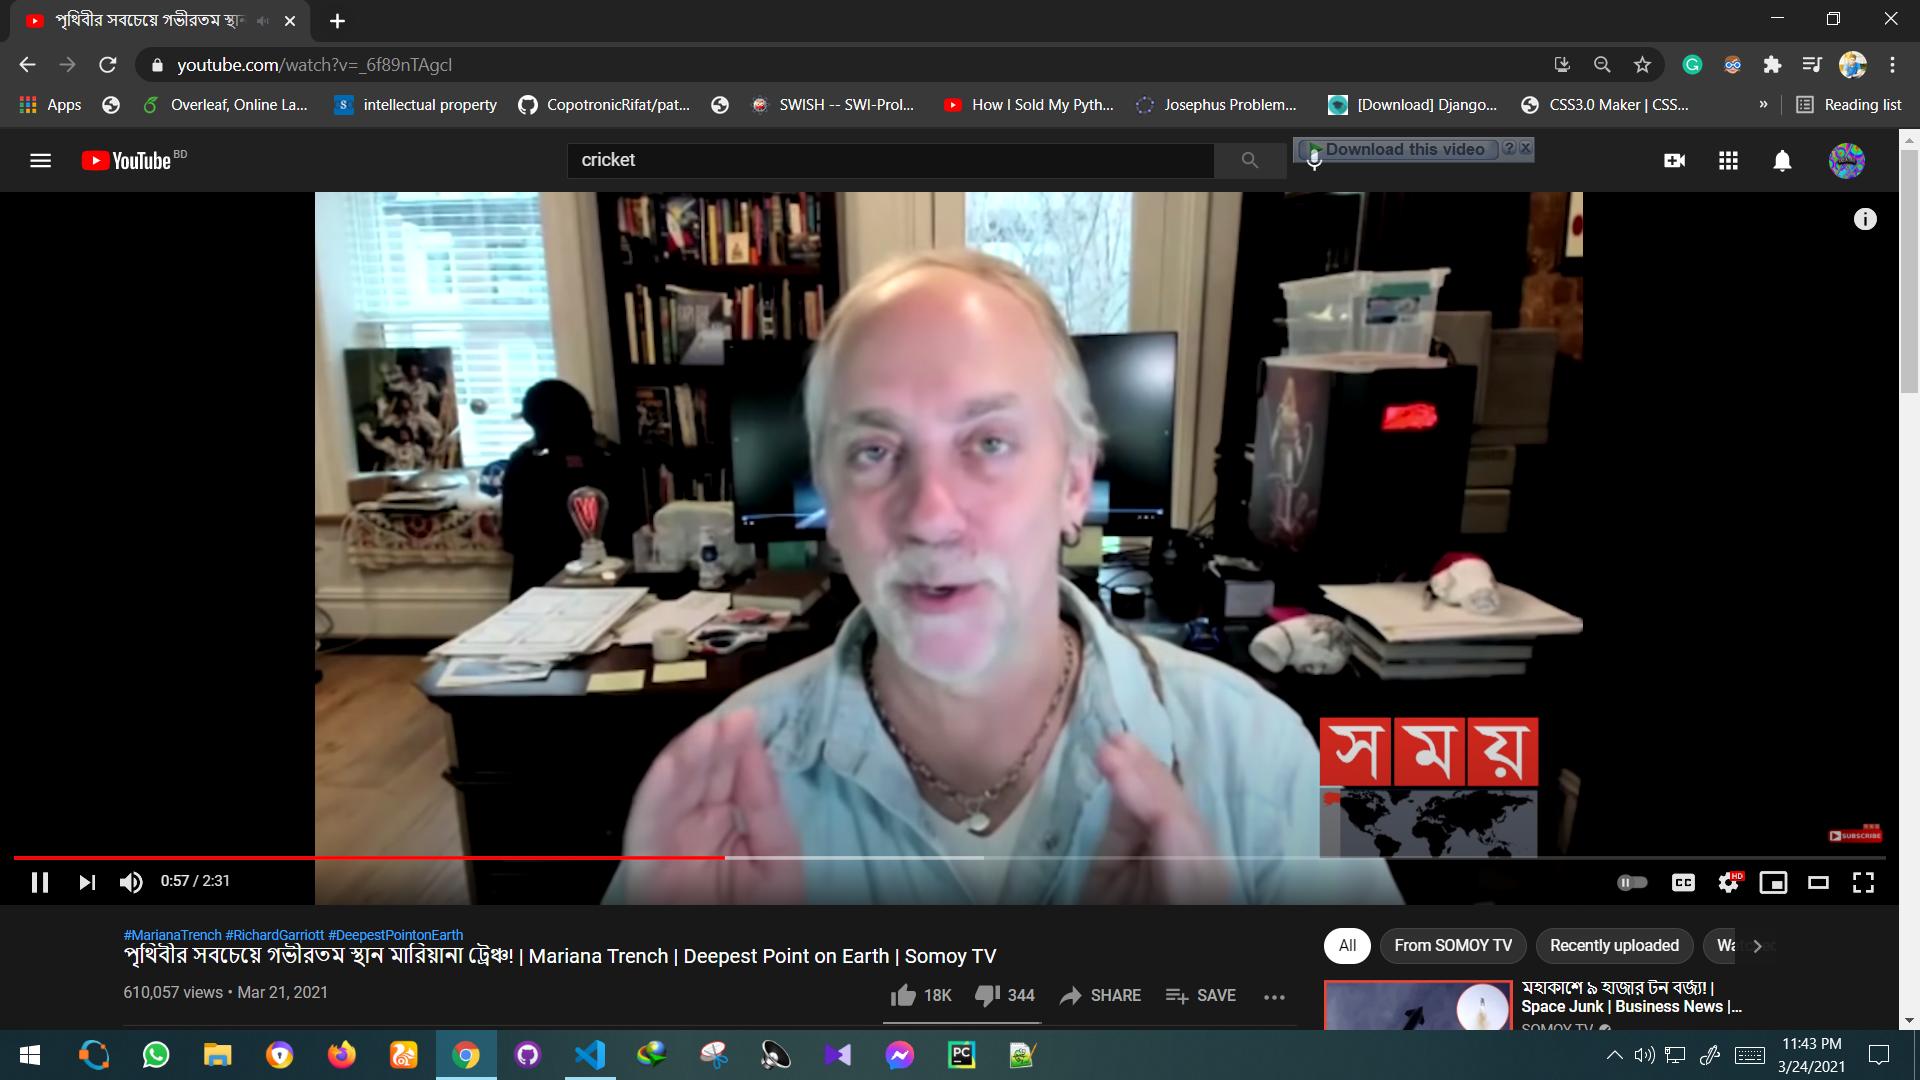 পৃথিবীর সবচেয়ে গভীরতম স্থান
youtube.com/watch?v=_6f89nTAgcI
Apps
Overleaf, Online La...
intellectual property
CopotronicRifat/pat...
SWISH -- SWI-Prol...
How I Sold My Pyth...
Josephus Problem...
[Download] Django...
CSS3.0 Maker | CSS...
»
Reading list
YouTube BD
cricket
Download this video
সময়
SUBSCRIBE
0:57 / 2:31
CC
HD
#MarianaTrench #RichardGarriott #DeepestPointonEarth
পৃথিবীর সবচেয়ে গভীরতম স্থান মারিয়ানা ট্রেঞ্চ! | Mariana Trench | Deepest Point on Earth | Somoy TV
610,057 views • Mar 21, 2021
18K
344
SHARE
SAVE
All
From SOMOY TV
Recently uploaded
মহাকাশে ৯ হাজার টন বর্জ্য! |
Space Junk | Business News |...
SOMOY TV
PC
11:43 PM
3/24/2021